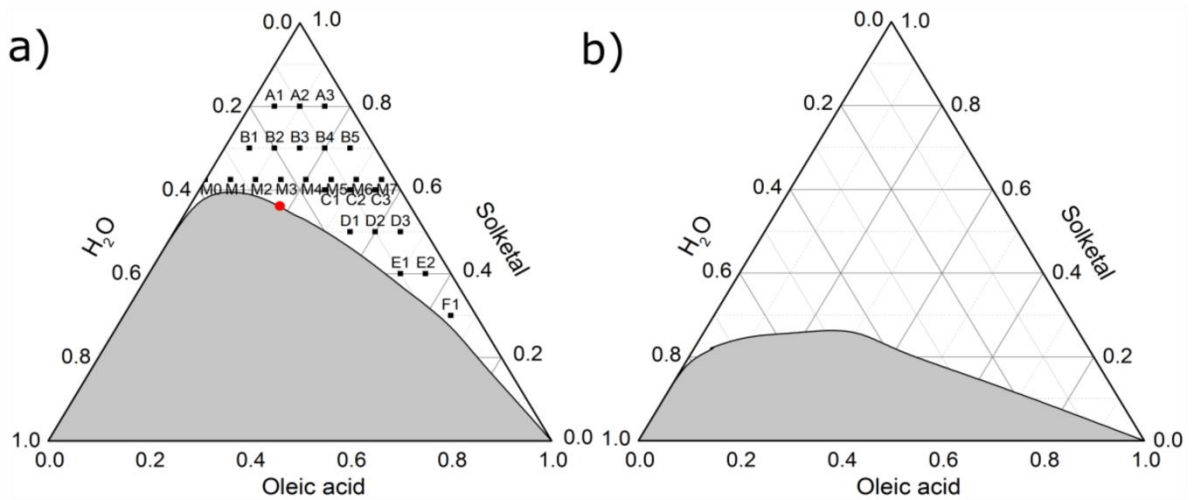 a)
0.0 1.0
A1 A2 A3
0.2 0.8
B1 B2 B3 B4 B5
0.4 M0 M1 M2 M3 M4 M5 M6 M7 0.6
C1 C2 C3
H2O
Solketal
D1 D2 D3
0.6 E1 E2 0.4
F1
0.8 0.2
1.0 0.0
0.0 0.2 0.4 0.6 0.8 1.0
Oleic acid
b)
0.0 1.0
0.2 0.8
0.4 0.6
H2O
Solketal
0.6 0.4
0.8 0.2
1.0 0.0
0.0 0.2 0.4 0.6 0.8 1.0
Oleic acid